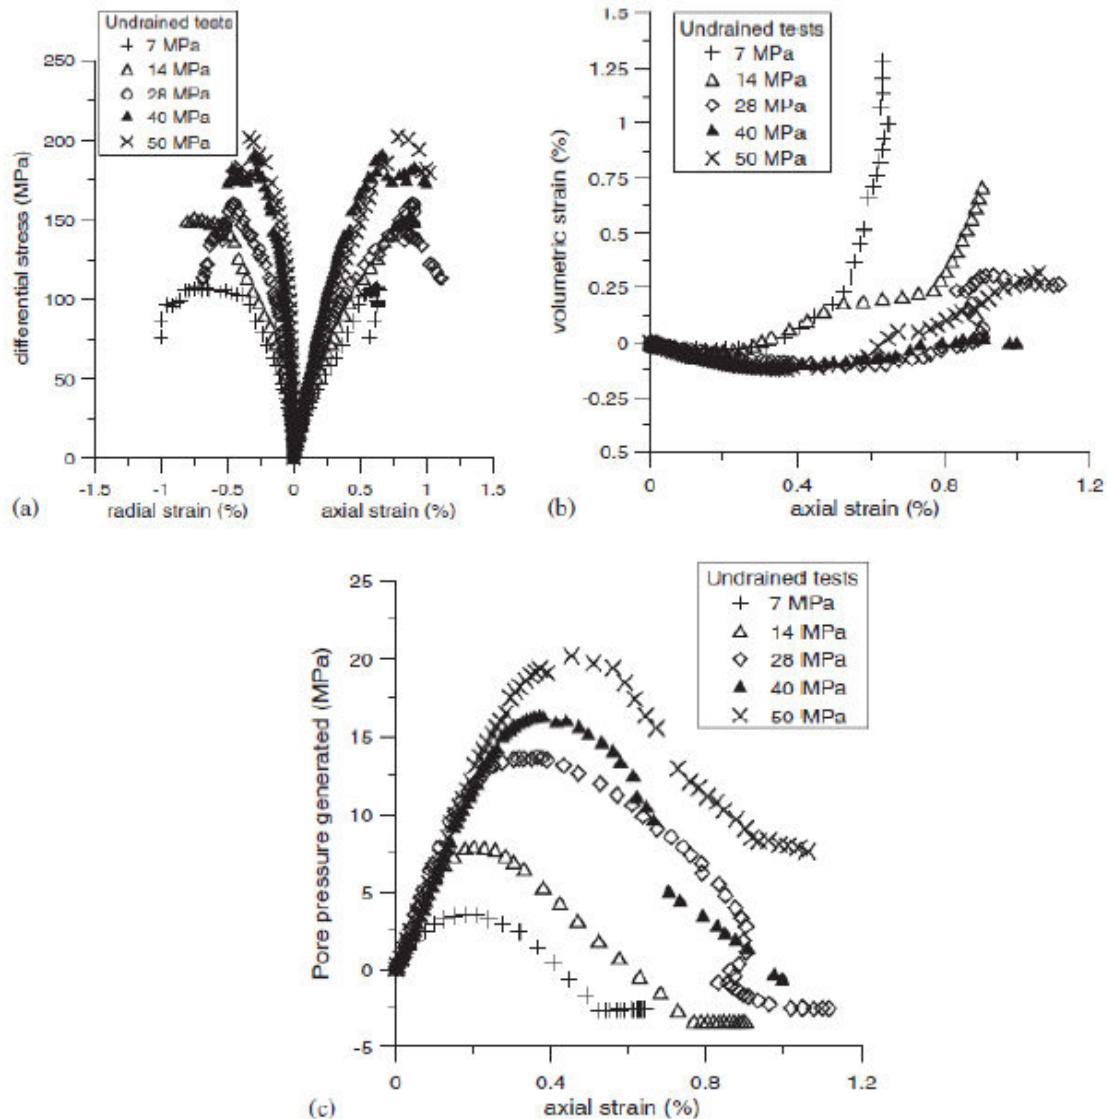 Undrained tests
7 MPa
14 MPa
28 MPa
40 MPa
50 MPa
250
200
150
100
50
0
differential stress (MPa)
-1.5 -1 -0.5 0 0.5 1 1.5
radial strain (%) axial strain (%)
(a)
Undrained tests
7 MPa
14 MPa
28 MPa
40 MPa
50 MPa
1.25
1
0.75
0.5
0.25
0
-0.25
0.5
volumetric strain (%)
0 0.4 0.8 1.2
axial strain (%)
(b)
Undrained tests
7 MPa
14 MPa
28 MPa
40 MPa
50 MPa
25
20
15
10
5
0
-5
Pore pressure generated (MPa)
0 0.4 0.8 1.2
axial strain (%)
(c)